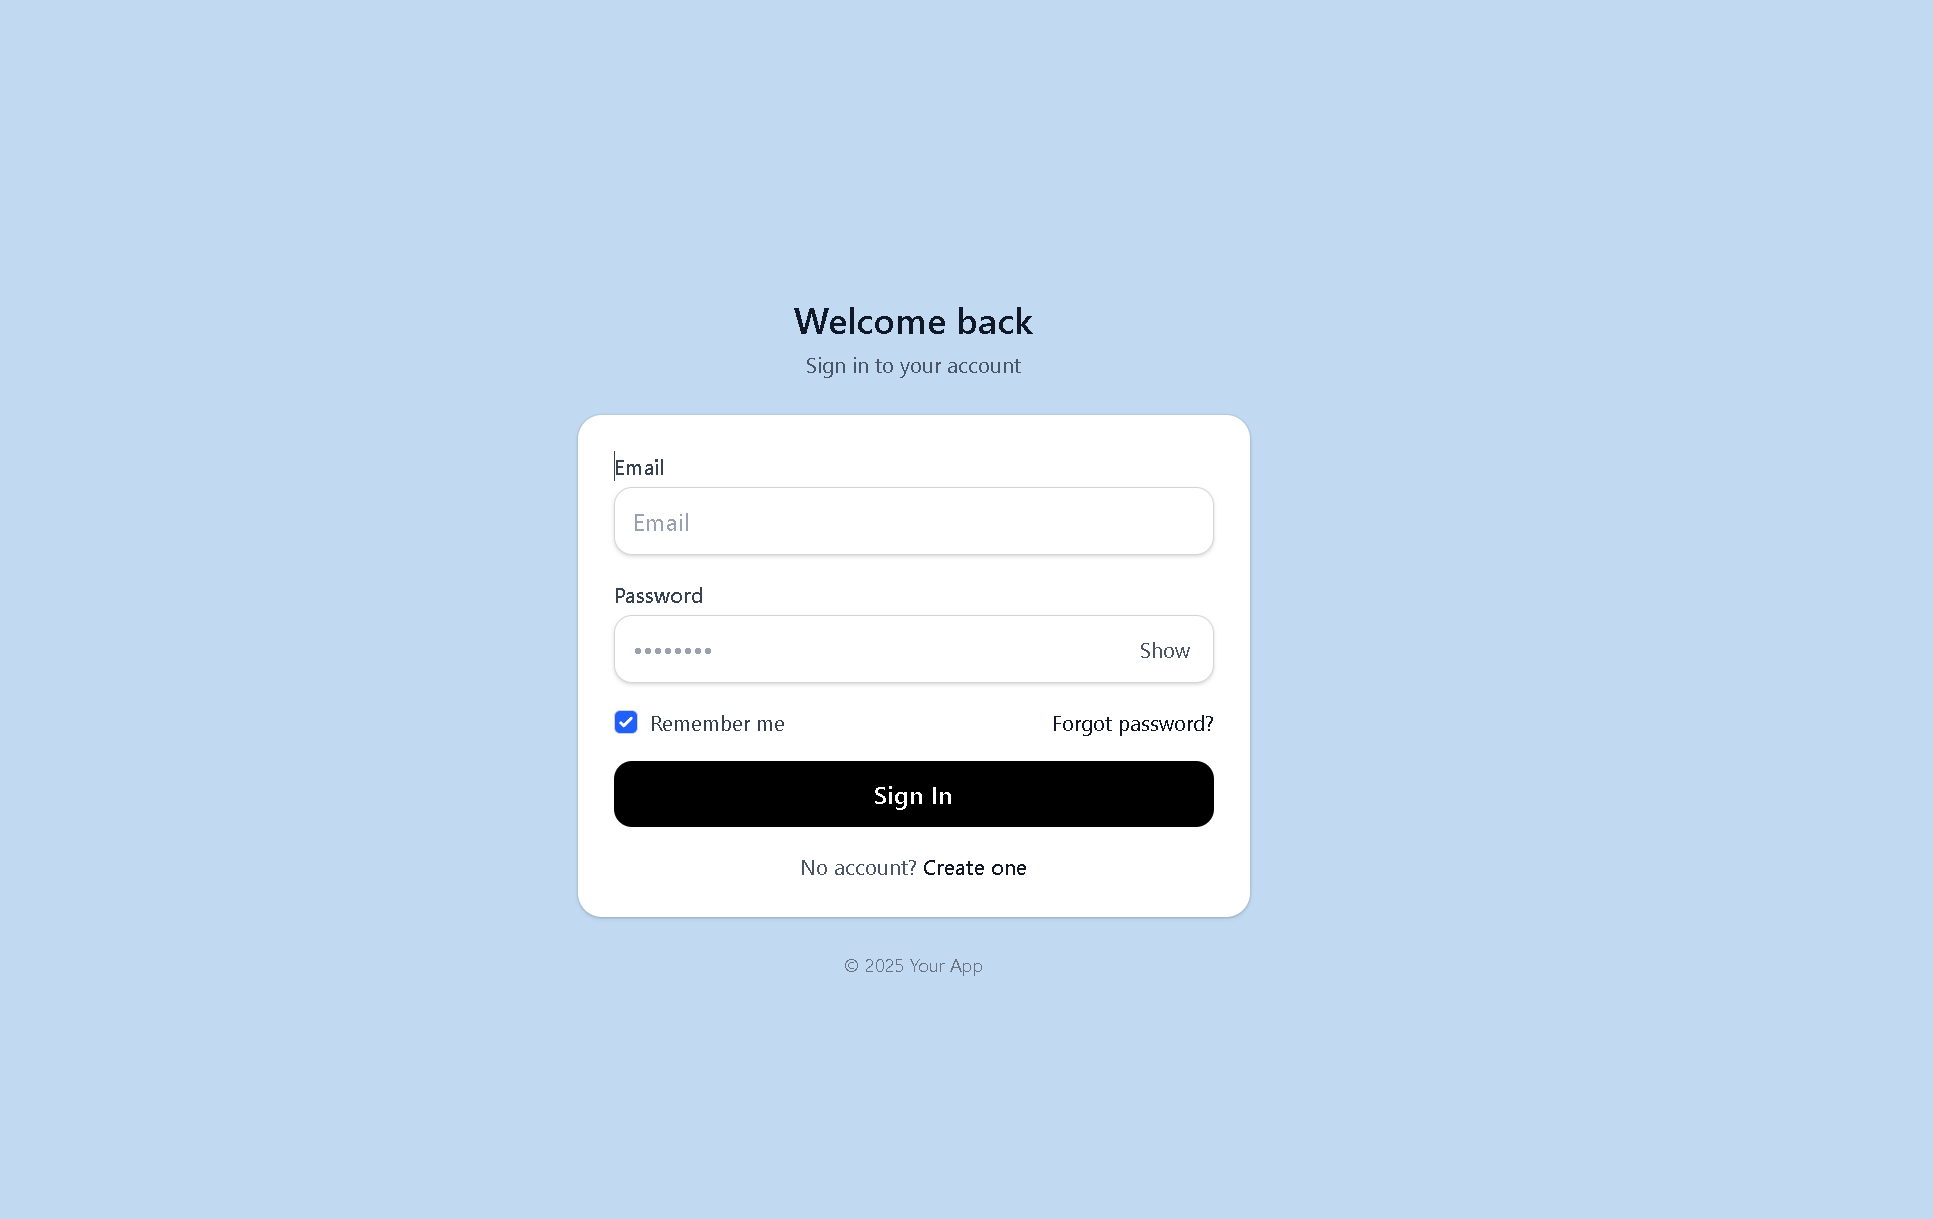 Welcome back
Sign in to your account
Email
Email
Password
••••••••
Show
Remember me
Forgot password?
Sign In
No account? Create one
© 2025 Your App